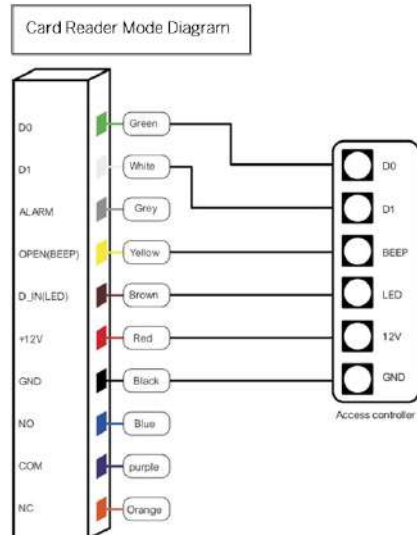 Card Reader Mode Diagram
D0 Green
D1 White
ALARM Grey
OPEN(BEEP) Yellow
D_IN(LED) Brown
+12V Red
GND Black
NO Blue
COM purple
NC Orange
D0
D1
BEEP
LED
12V
GND
Access controller